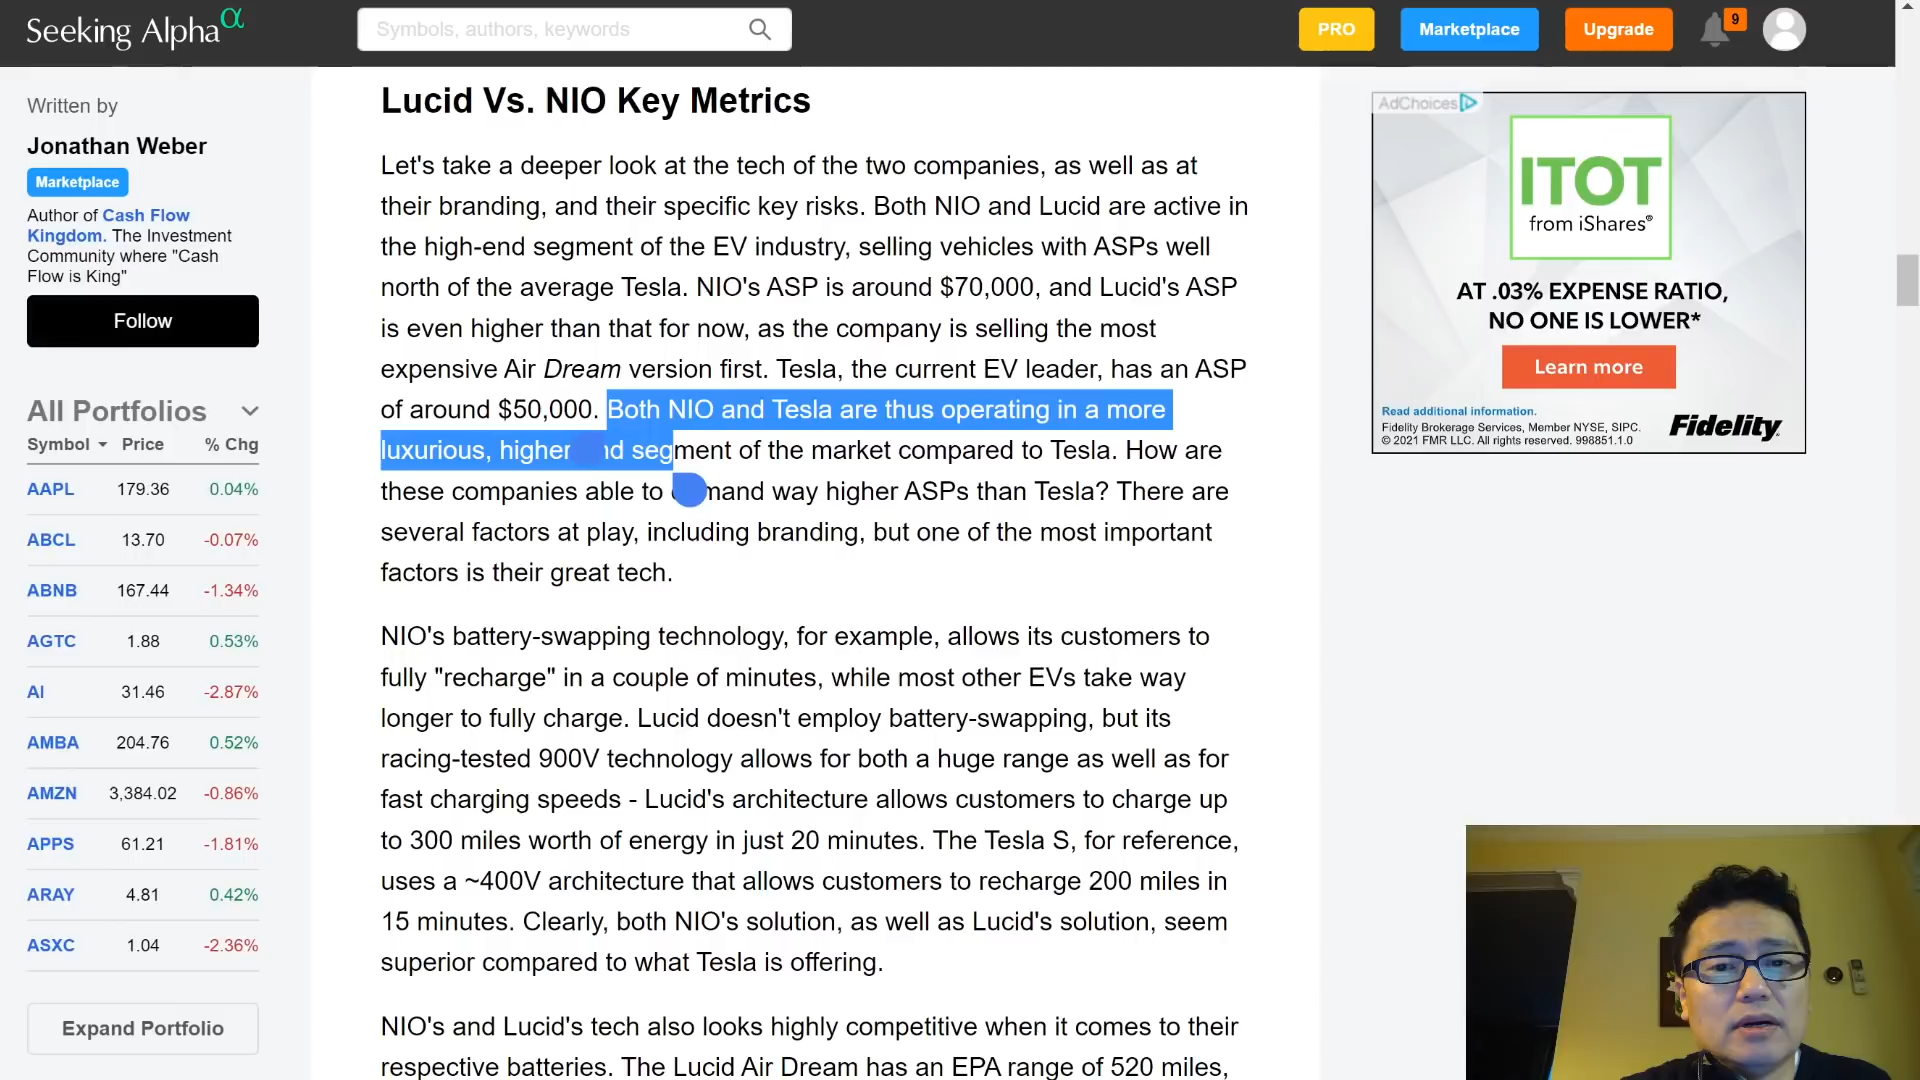 Seeking Alpha α
Symbols, authors, keywords
PRO
Marketplace
Upgrade
9
Written by
Jonathan Weber
Marketplace
Author of Cash Flow
Kingdom. The Investment
Community where "Cash
Flow is King"
Follow
All Portfolios
Symbol Price % Chg
AAPL 179.36 0.04%
ABCL 13.70 -0.07%
ABNB 167.44 -1.34%
AGTC 1.88 0.53%
AI 31.46 -2.87%
AMBA 204.76 0.52%
AMZN 3,384.02 -0.86%
APPS 61.21 -1.81%
ARAY 4.81 0.42%
ASXC 1.04 -2.36%
Expand Portfolio
Lucid Vs. NIO Key Metrics
Let's take a deeper look at the tech of the two companies, as well as at
their branding, and their specific key risks. Both NIO and Lucid are active in
the high-end segment of the EV industry, selling vehicles with ASPs well
north of the average Tesla. NIO's ASP is around $70,000, and Lucid's ASP
is even higher than that for now, as the company is selling the most
expensive Air Dream version first. Tesla, the current EV leader, has an ASP
of around $50,000. Both NIO and Tesla are thus operating in a more
luxurious, higher segment of the market compared to Tesla. How are
these companies able to mand way higher ASPs than Tesla? There are
several factors at play, including branding, but one of the most important
factors is their great tech.
NIO's battery-swapping technology, for example, allows its customers to
fully "recharge" in a couple of minutes, while most other EVs take way
longer to fully charge. Lucid doesn't employ battery-swapping, but its
racing-tested 900V technology allows for both a huge range as well as for
fast charging speeds - Lucid's architecture allows customers to charge up
to 300 miles worth of energy in just 20 minutes. The Tesla S, for reference,
uses a ~400V architecture that allows customers to recharge 200 miles in
15 minutes. Clearly, both NIO's solution, as well as Lucid's solution, seem
superior compared to what Tesla is offering.
NIO's and Lucid's tech also looks highly competitive when it comes to their
respective batteries. The Lucid Air Dream has an EPA range of 520 miles,
AdChoices
ITOT
from iShares®
AT .03% EXPENSE RATIO,
NO ONE IS LOWER*
Learn more
Read additional information.
Fidelity Brokerage Services, Member NYSE, SIPC.
© 2021 FMR LLC. All rights reserved. 998851.1.0
Fidelity